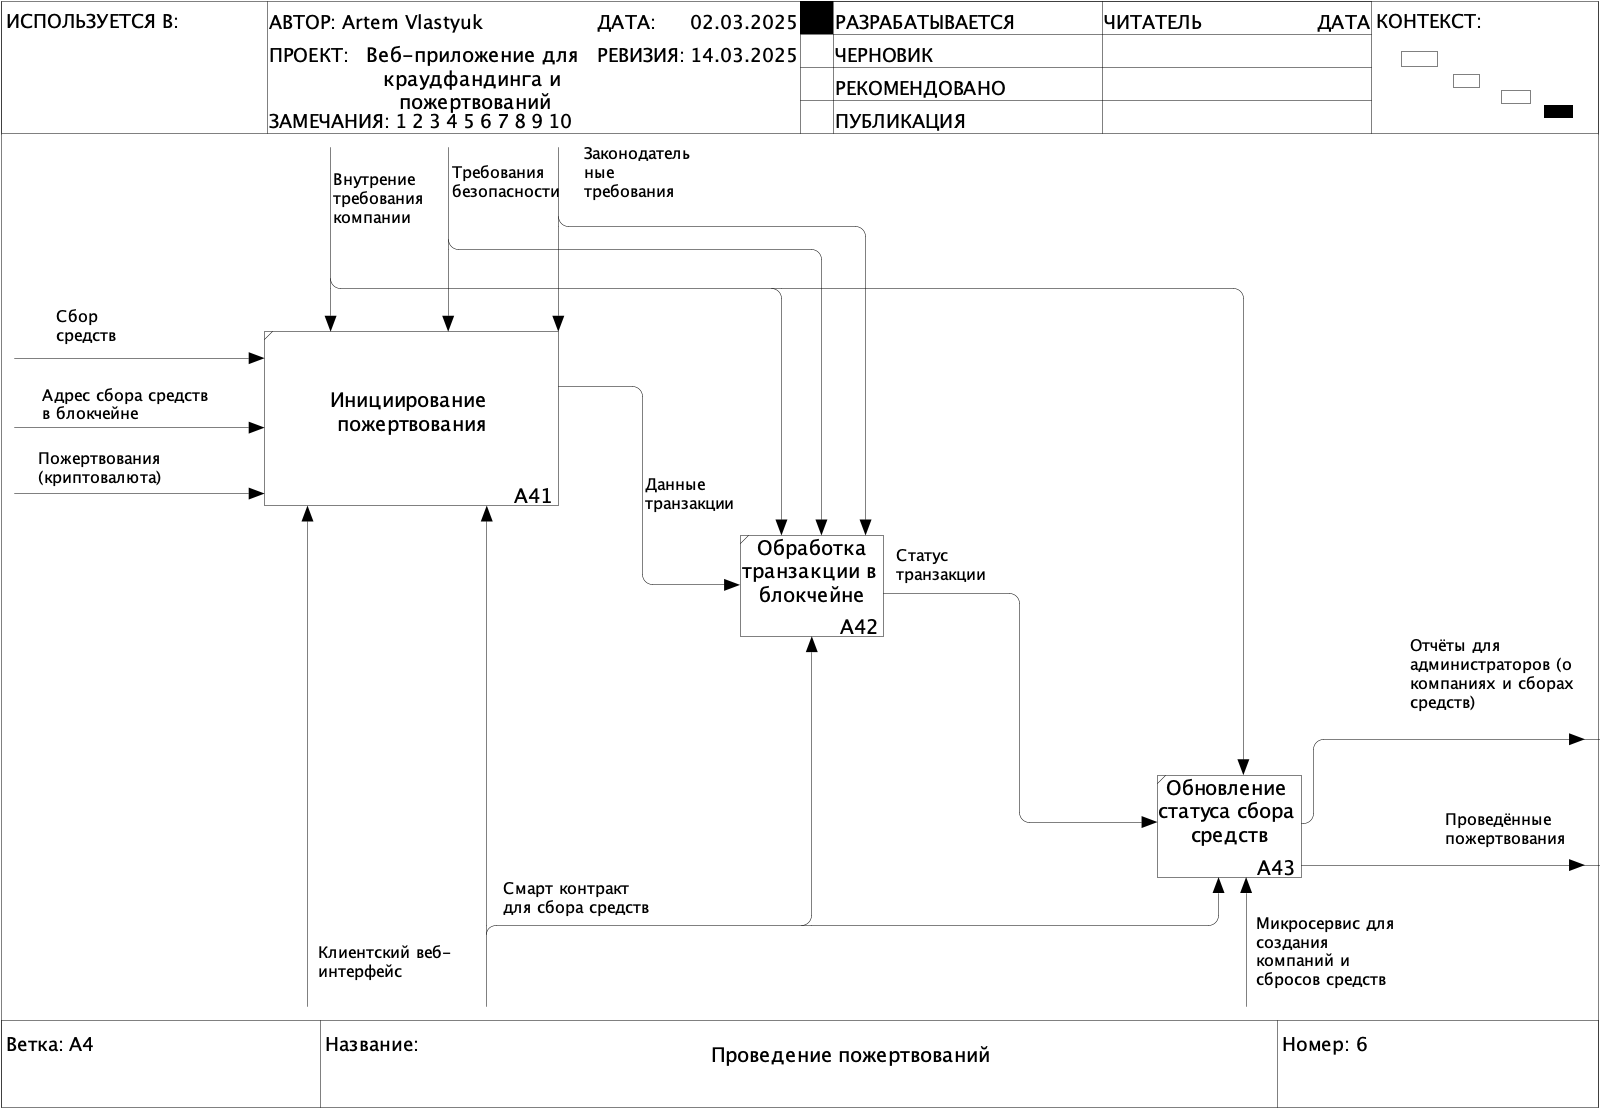 ИСПОЛЬЗУЕТСЯ В:
АВТОР: Artem Vlastyuk
ДАТА: 02.03.2025
РАЗРАБАТЫВАЕТСЯ
ЧИТАТЕЛЬ
ДАТА
КОНТЕКСТ:
ПРОЕКТ: Веб-приложение для
краудфандинга и
пожертвований
РЕВИЗИЯ: 14.03.2025
ЧЕРНОВИК
РЕКОМЕНДОВАНО
ЗАМЕЧАНИЯ: 1 2 3 4 5 6 7 8 9 10
ПУБЛИКАЦИЯ
Внутрение
требования
компании
Требования
безопасности
Законодатель
ные
требования
Сбор
средств
Адрес сбора средств
в блокчейне
Пожертвования
(криптовалюта)
Инициирование
пожертвования
A41
Данные
транзакции
Обработка
транзакции в
блокчейне
A42
Статус
транзакции
Отчёты для
администраторов (о
компаниях и сборах
средств)
Обновление
статуса сбора
средств
A43
Проведённые
пожертвования
Смарт контракт
для сбора средств
Клиентский веб-
интерфейс
Микросервис для
создания
компаний и
сбросов средств
Ветка: A4
Название:
Проведение пожертвований
Номер: 6